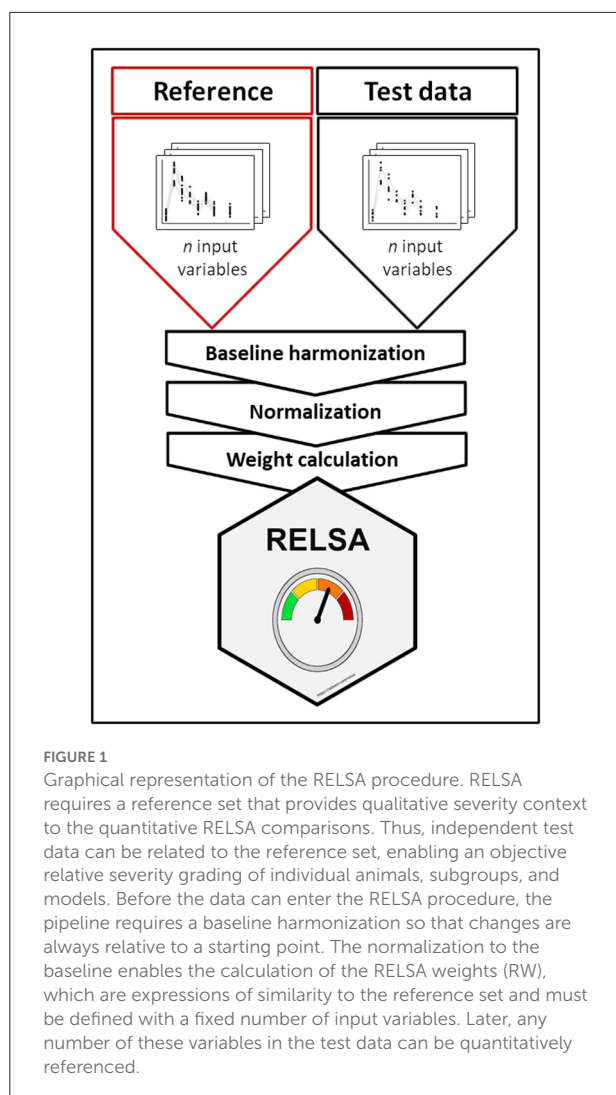 Reference Test data
n input
variables
n input
variables
Baseline harmonization
Normalization
Weight calculation
RELSA
FIGURE 1
Graphical representation of the RELSA procedure. RELSA
requires a reference set that provides qualitative severity context
to the quantitative RELSA comparisons. Thus, independent test
data can be related to the reference set, enabling an objective
relative severity grading of individual animals, subgroups, and
models. Before the data can enter the RELSA procedure, the
pipeline requires a baseline harmonization so that changes are
always relative to a starting point. The normalization to the
baseline enables the calculation of the RELSA weights (RW),
which are expressions of similarity to the reference set and must
be defined with a fixed number of input variables. Later, any
number of these variables in the test data can be quantitatively
referenced.